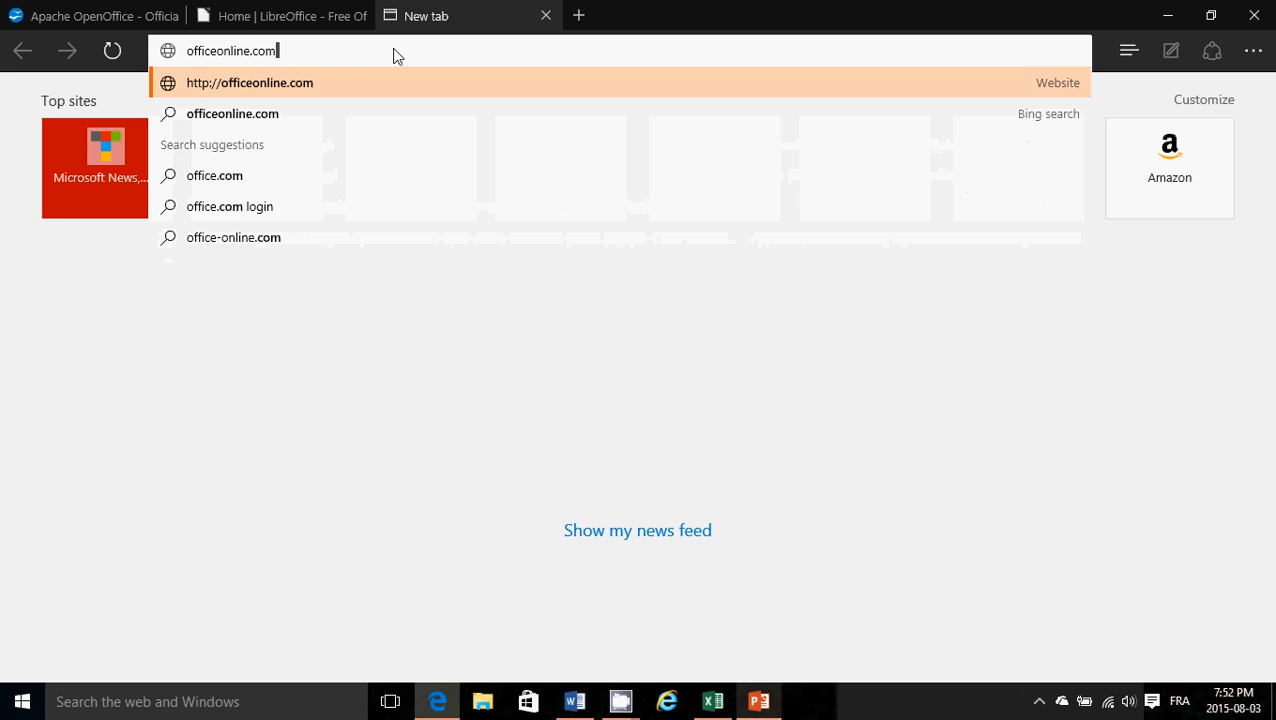 Apache OpenOffice - Officia
Home | LibreOffice - Free Of
New tab
officeonline.com
http://officeonline.com Website
officeonline.com Bing search
Search suggestions
office.com
office.com login
office-online.com
Top sites
Customize
Microsoft News,...
a
Amazon
Show my news feed
Search the web and Windows
FRA
7:52 PM
2015-08-03